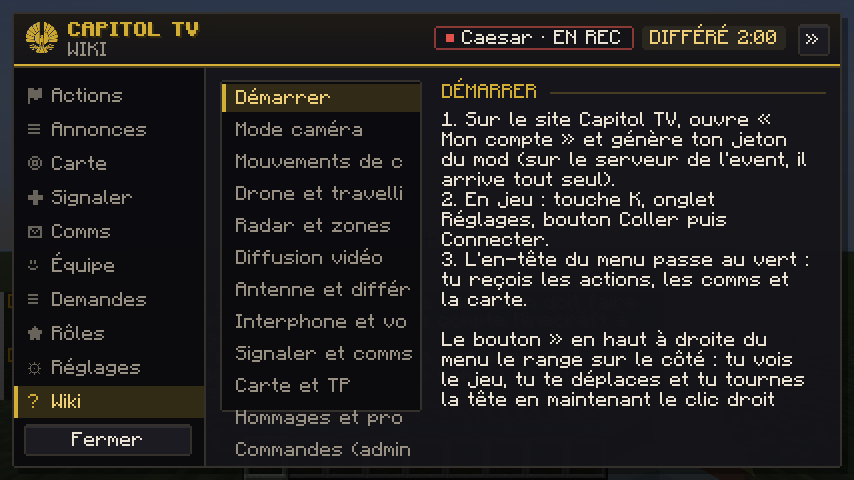 CAPITOL TV
WIKI
Caesar · EN REC
DIFFÉRÉ 2:00
»
Actions
Annonces
Carte
Signaler
Comms
Équipe
Demandes
Rôles
Réglages
? Wiki
Fermer
Démarrer
Mode caméra
Mouvements de c
Drone et travelli
Radar et zones
Diffusion vidéo
Antenne et différ
Interphone et vo
Signaler et comms
Carte et TP
Hommages et pro
Commandes (admin
DÉMARRER
1. Sur le site Capitol TV, ouvre «
Mon compte » et génère ton jeton
du mod (sur le serveur de l'event, il
arrive tout seul).
2. En jeu : touche K, onglet
Réglages, bouton Coller puis
Connecter.
3. L'en-tête du menu passe au vert :
tu reçois les actions, les comms et
la carte.
Le bouton » en haut à droite du
menu le range sur le côté : tu vois
le jeu, tu te déplaces et tu tournes
la tête en maintenant le clic droit